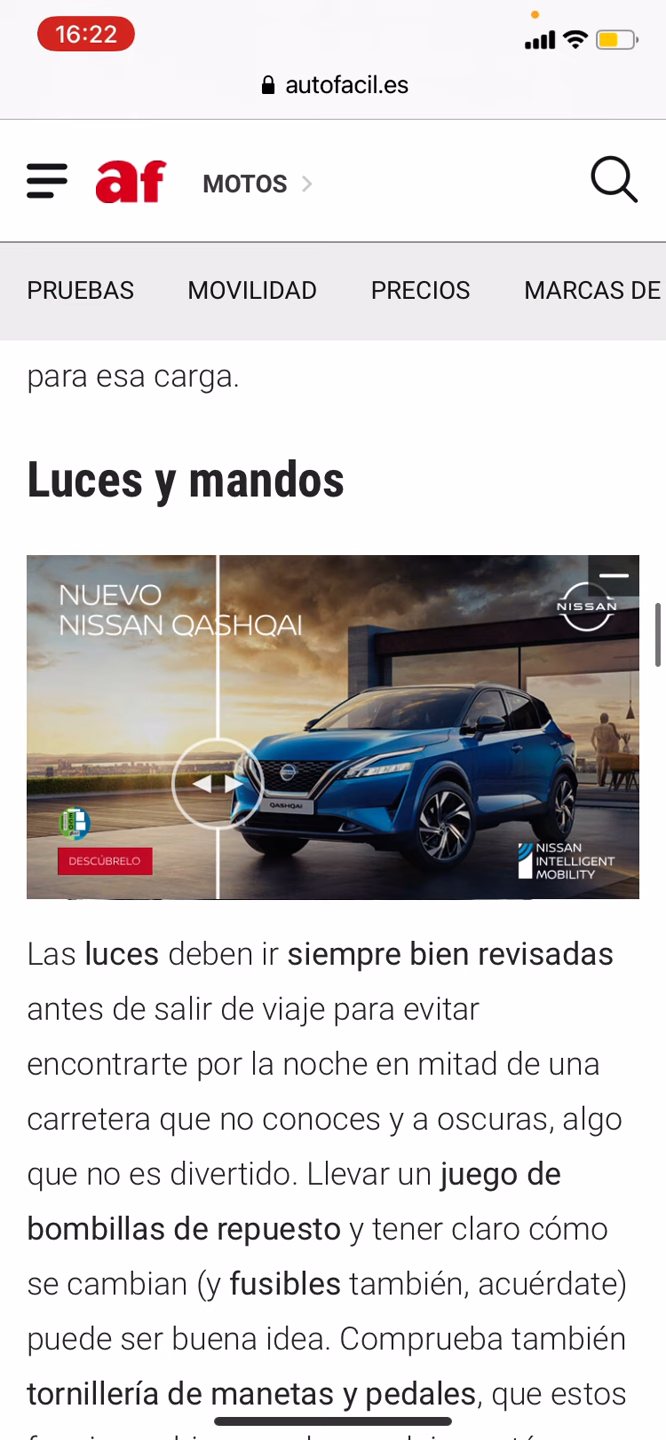 16:22
autofacil.es
af MOTOS
PRUEBAS MOVILIDAD PRECIOS MARCAS DE
para esa carga.
Luces y mandos
NUEVO
NISSAN QASHQAI
NISSAN
QASHQAI
DESCÚBRELO
NISSAN
INTELLIGENT
MOBILITY
Las luces deben ir siempre bien revisadas
antes de salir de viaje para evitar
encontrarte por la noche en mitad de una
carretera que no conoces y a oscuras, algo
que no es divertido. Llevar un juego de
bombillas de repuesto y tener claro cómo
se cambian (y fusibles también, acuérdate)
puede ser buena idea. Comprueba también
tornillería de manetas y pedales, que estos